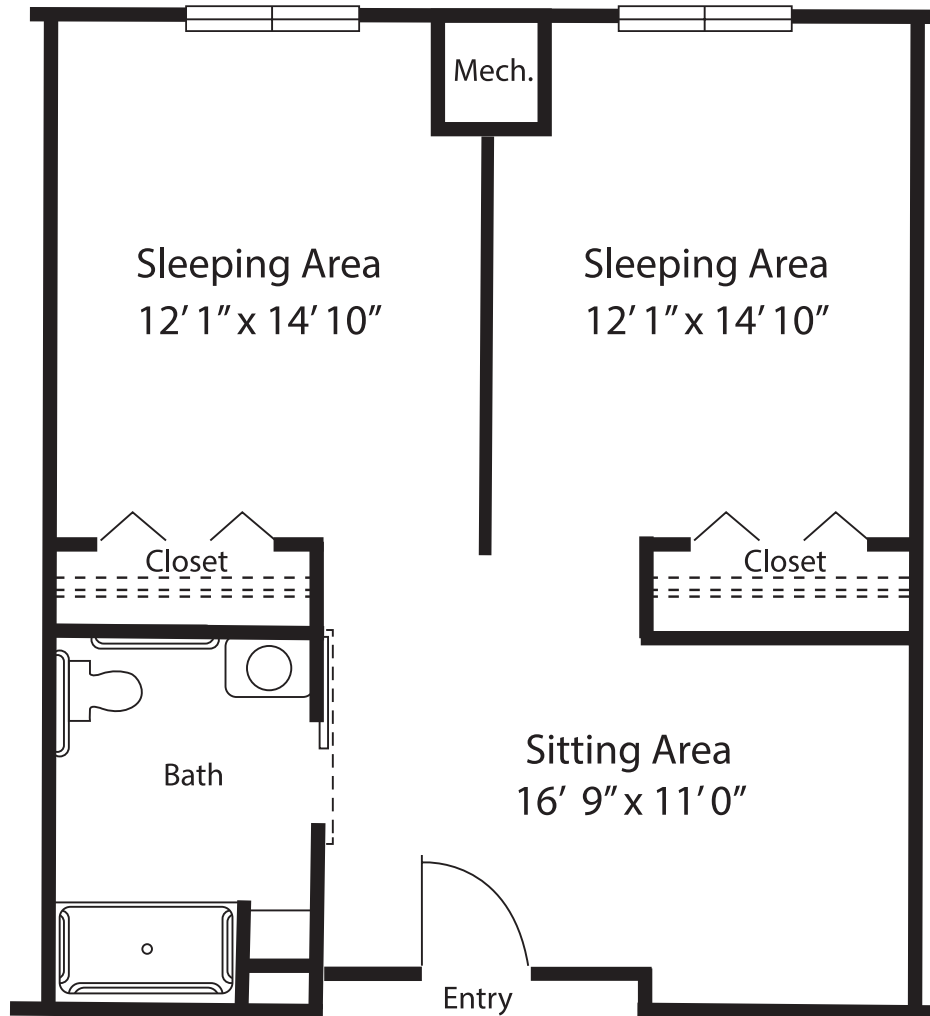 Mech.
Sleeping Area
12’ 1” x 14’ 10”
Sleeping Area
12’ 1” x 14’ 10”
Closet
Closet
Bath
Sitting Area
16’ 9” x 11’ 0”
Entry